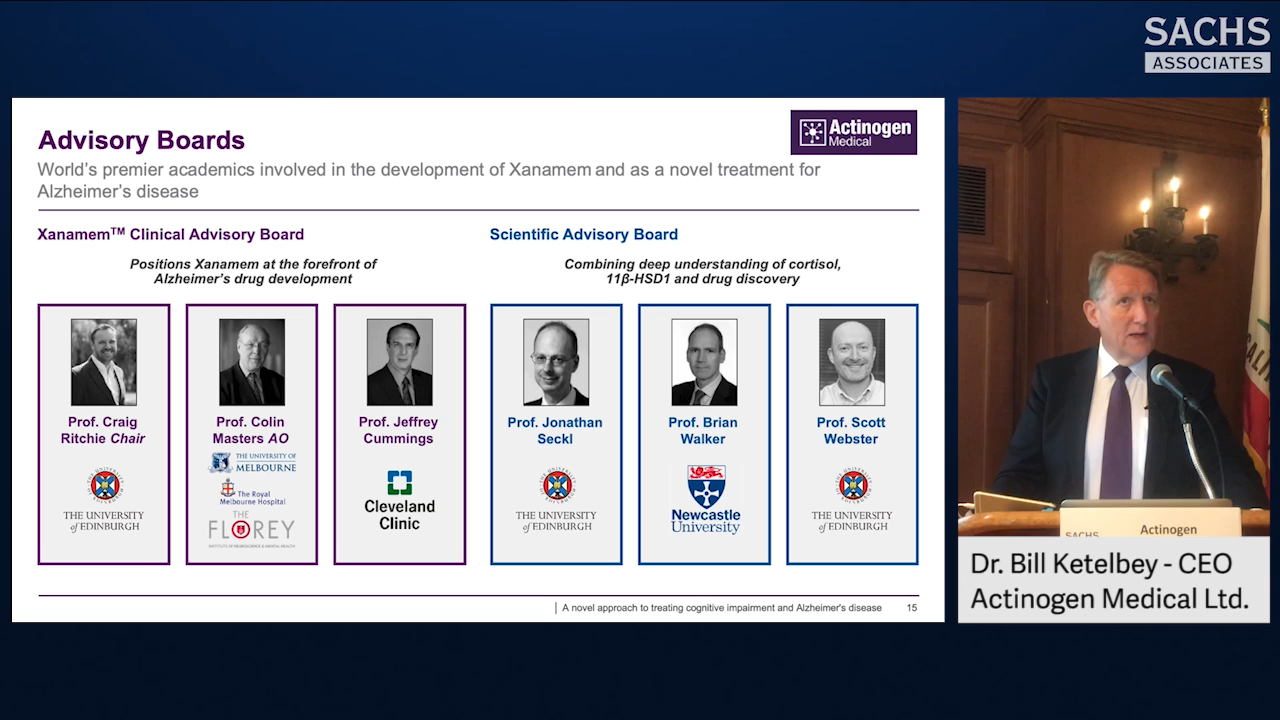 SACHS
ASSOCIATES
Advisory Boards
Actinogen
Medical
World's premier academics involved in the development of Xanamem and as a novel treatment for
Alzheimer's disease
Xanamem™ Clinical Advisory Board
Positions Xanamem at the forefront of
Alzheimer's drug development
Prof. Craig
Ritchie Chair
THE UNIVERSITY
of EDINBURGH
Prof. Colin
Masters AO
THE UNIVERSITY OF
MELBOURNE
The Royal
Melbourne Hospital
THE
FLOREY
INSTITUTE OF NEUROSCIENCE & MENTAL HEALTH
Prof. Jeffrey
Cummings
Cleveland
Clinic
Scientific Advisory Board
Combining deep understanding of cortisol,
11β-HSD1 and drug discovery
Prof. Jonathan
Seckl
THE UNIVERSITY
of EDINBURGH
Prof. Brian
Walker
Newcastle
University
Prof. Scott
Webster
THE UNIVERSITY
of EDINBURGH
A novel approach to treating cognitive impairment and Alzheimer's disease 15
SACHS
Actinogen
Dr. Bill Ketelbey - CEO
Actinogen Medical Ltd.